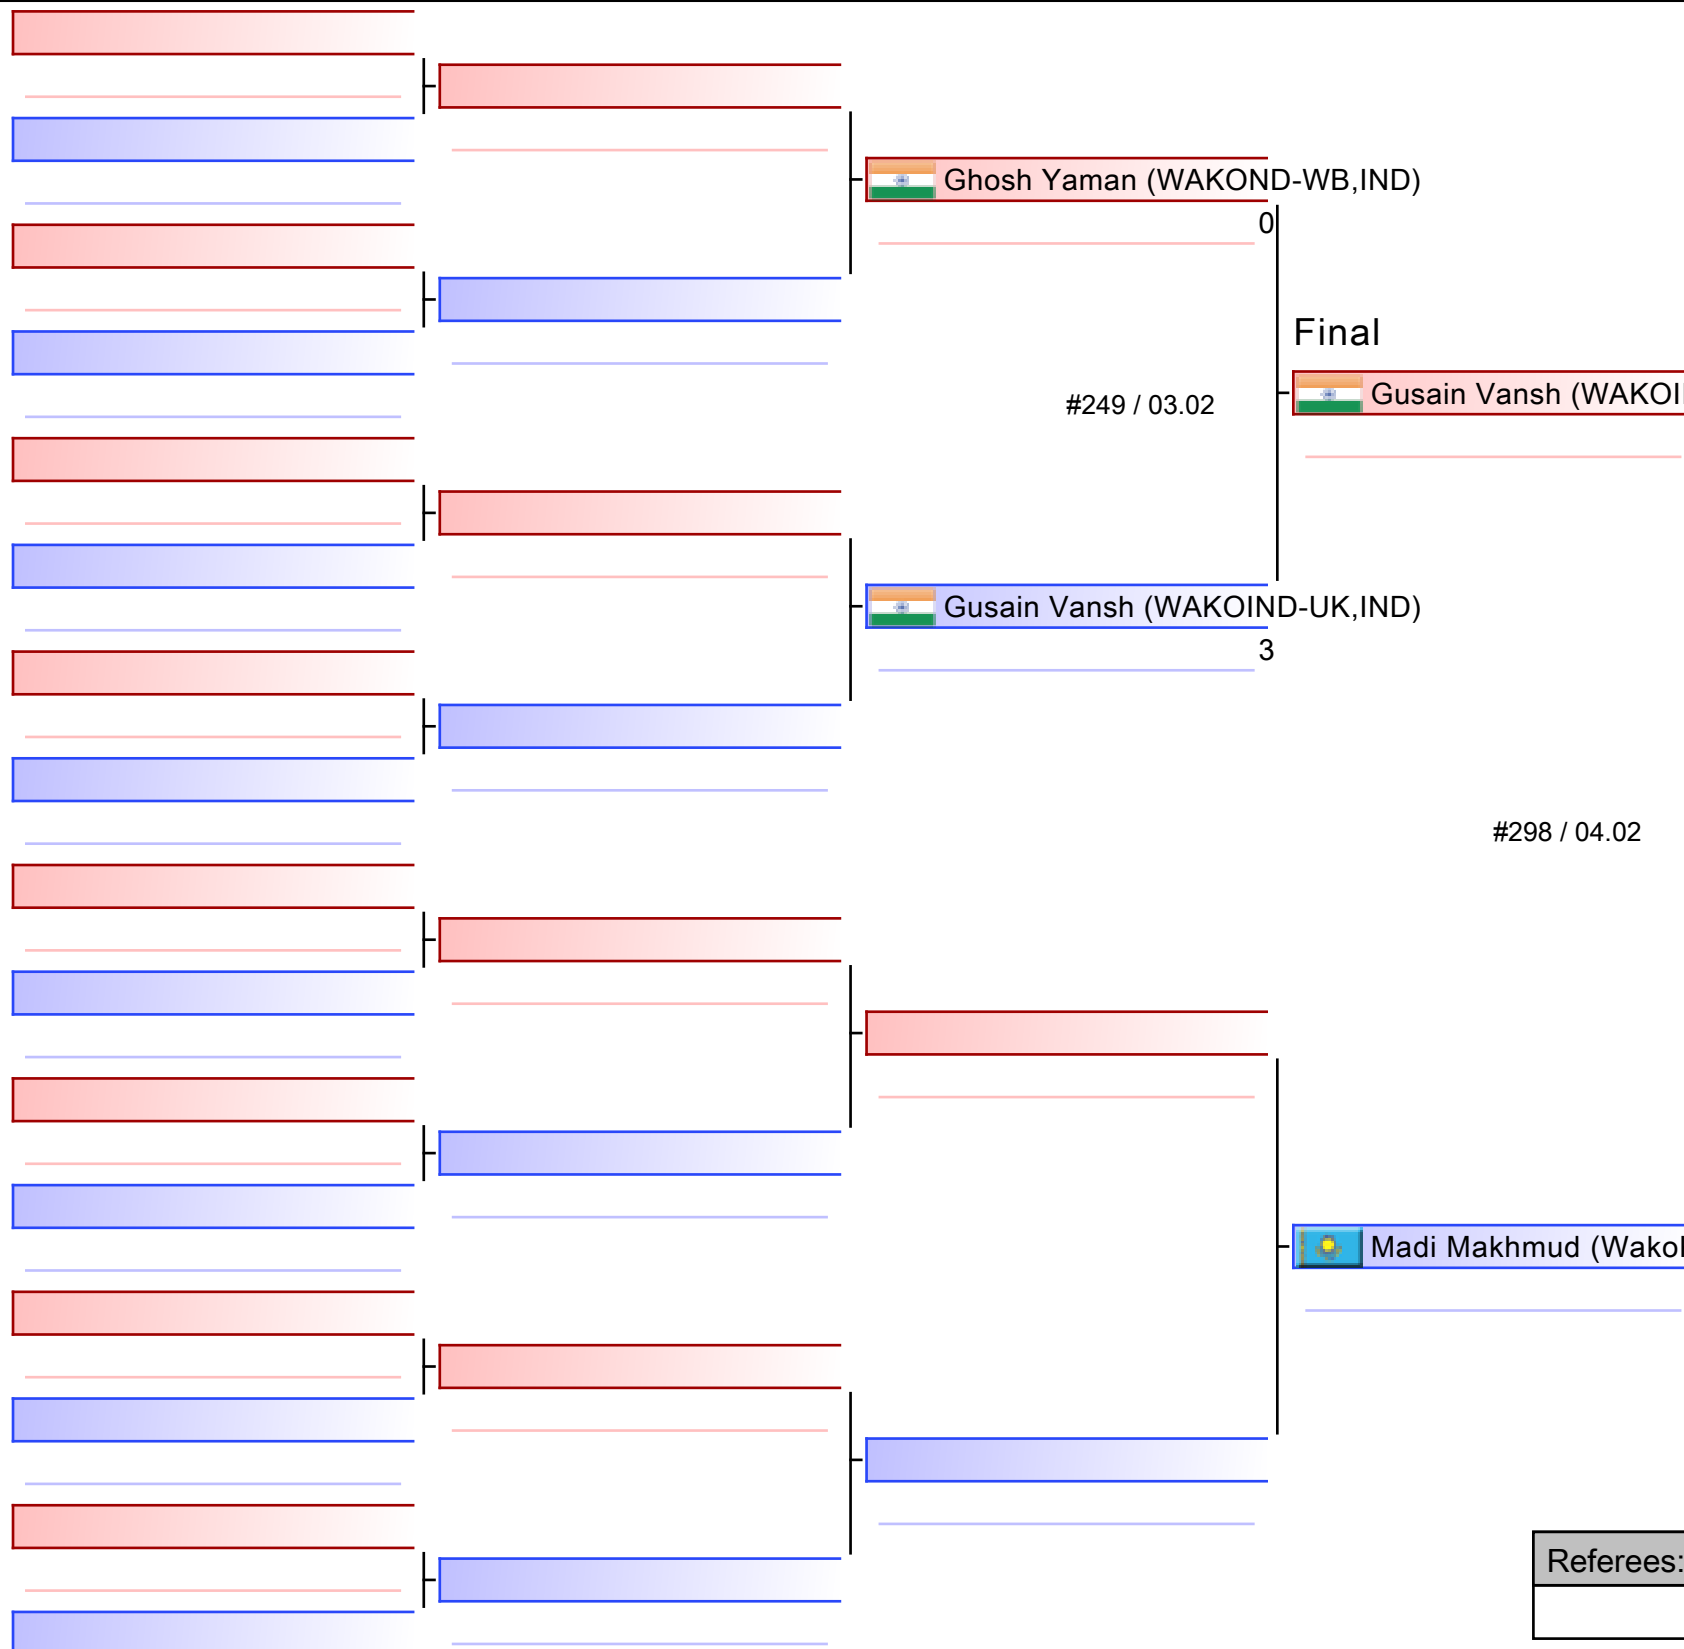 Ghosh Yaman (WAKOND-WB,IND)
0
Final
Gusain Vansh (WAKOI
#249 / 03.02
Gusain Vansh (WAKOIND-UK,IND)
3
#298 / 04.02
Madi Makhmud (Wako
Referees: